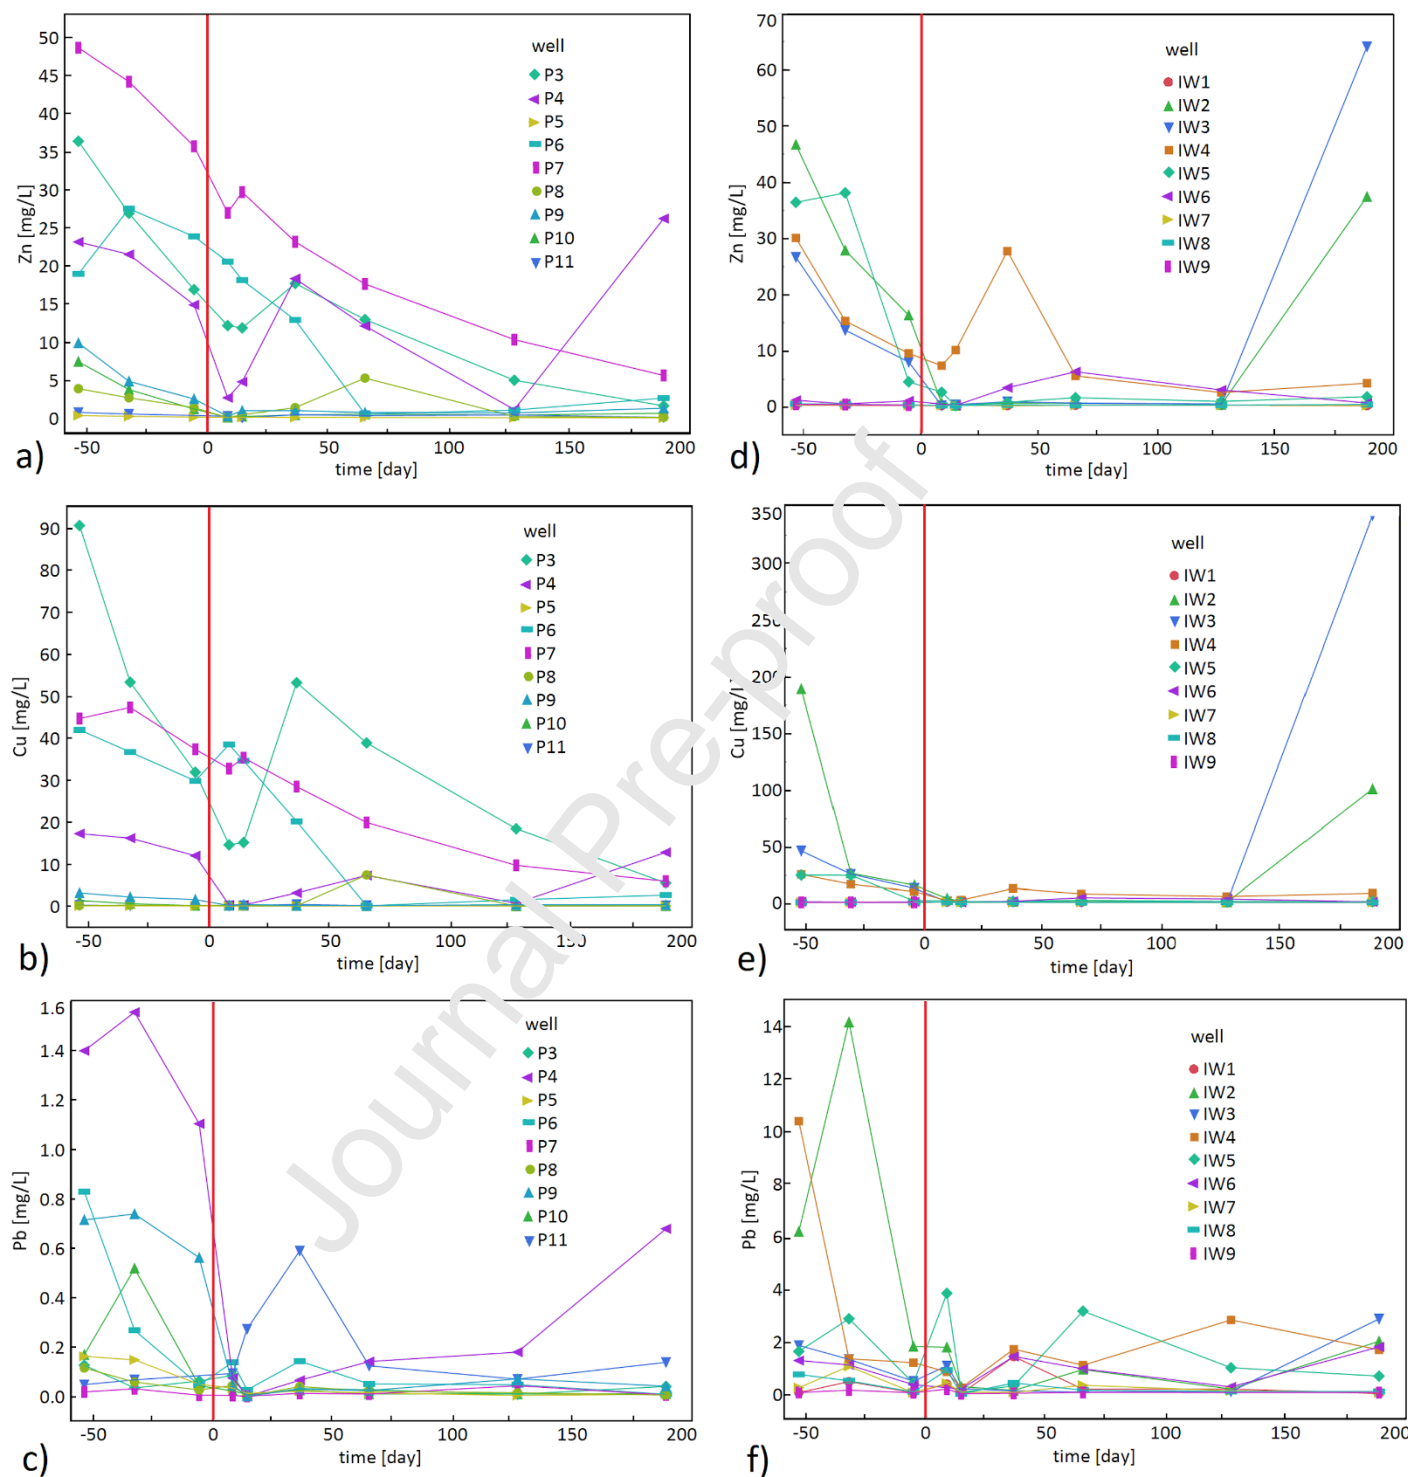 50
45
40
35
30
25
20
15
10
5
0
Zn [mg/L]
well
P3
P4
P5
P6
P7
P8
P9
P10
P11
-50
0
50
100
150
200
time [day]
a)
70
60
50
40
30
20
10
0
Zn [mg/L]
well
IW1
IW2
IW3
IW4
IW5
IW6
IW7
IW8
IW9
-50
0
50
100
150
200
time [day]
d)
90
80
70
60
50
40
30
20
10
0
Cu [mg/L]
well
P3
P4
P5
P6
P7
P8
P9
P10
P11
-50
0
50
100
150
200
time [day]
b)
350
300
250
200
150
100
50
0
Cu [mg/L]
well
IW1
IW2
IW3
IW4
IW5
IW6
IW7
IW8
IW9
-50
0
50
100
150
200
time [day]
e)
1.6
1.4
1.2
1.0
0.8
0.6
0.4
0.2
0.0
Pb [mg/L]
well
P3
P4
P5
P6
P7
P8
P9
P10
P11
-50
0
50
100
150
200
time [day]
c)
14
12
10
8
6
4
2
0
Pb [mg/L]
well
IW1
IW2
IW3
IW4
IW5
IW6
IW7
IW8
IW9
-50
0
50
100
150
200
time [day]
f)
Journal Pre-proof